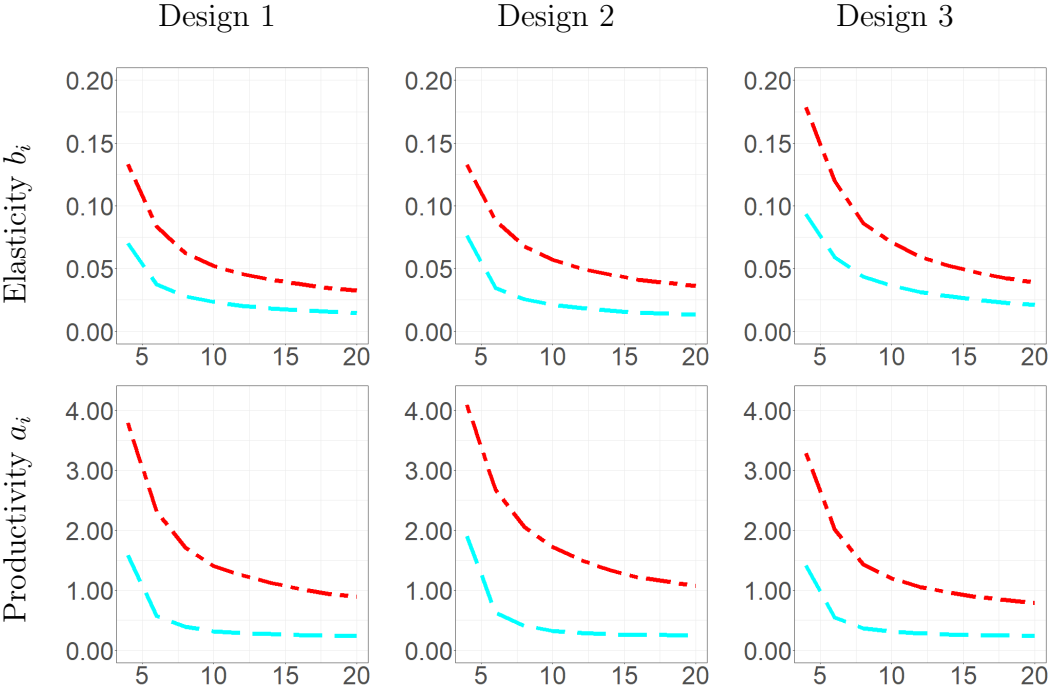 Design 1 Design 2 Design 3
Elasticity b_i
0.20 0.20 0.20
0.15 0.15 0.15
0.10 0.10 0.10
0.05 0.05 0.05
0.00 0.00 0.00
5 10 15 20 5 10 15 20 5 10 15 20
Productivity a_i
4.00 4.00 4.00
3.00 3.00 3.00
2.00 2.00 2.00
1.00 1.00 1.00
0.00 0.00 0.00
5 10 15 20 5 10 15 20 5 10 15 20